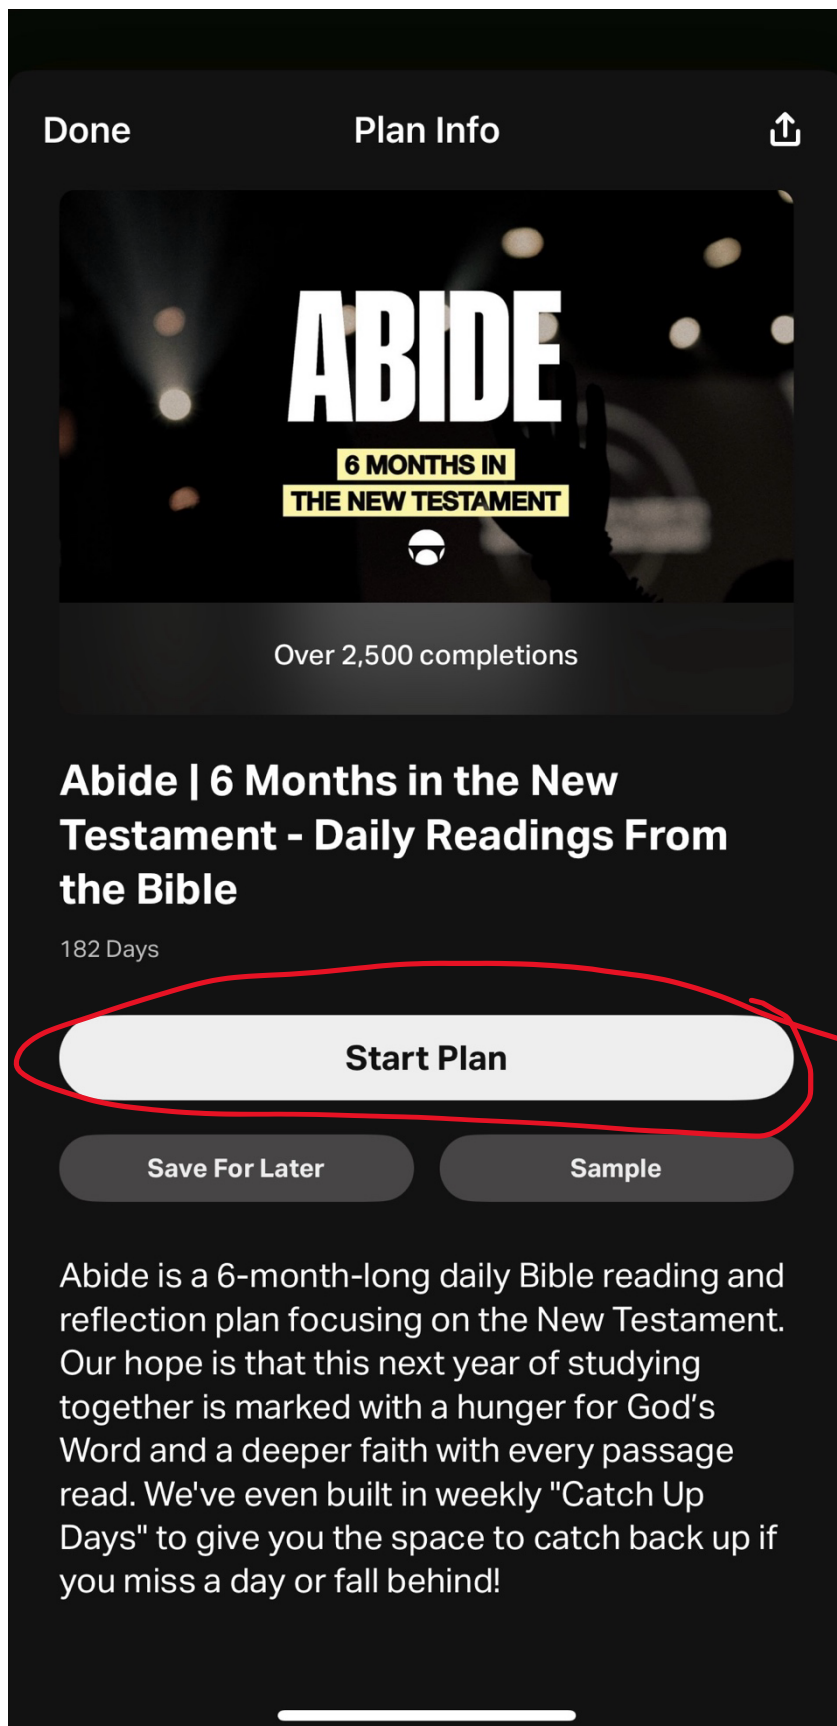 Done
Plan Info
ABIDE
6 MONTHS IN
THE NEW TESTAMENT
Over 2,500 completions
Abide | 6 Months in the New
Testament - Daily Readings From
the Bible
182 Days
Start Plan
Save For Later
Sample
Abide is a 6-month-long daily Bible reading and
reflection plan focusing on the New Testament.
Our hope is that this next year of studying
together is marked with a hunger for God’s
Word and a deeper faith with every passage
read. We've even built in weekly "Catch Up
Days" to give you the space to catch back up if
you miss a day or fall behind!